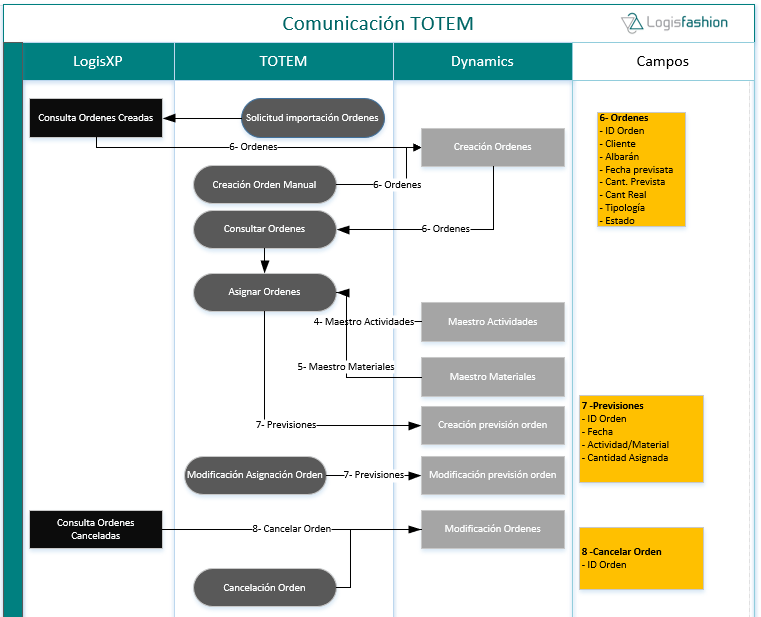 Comunicación TOTEM
Logisfashion
LogisXP
TOTEM
Dynamics
Campos
Consulta Ordenes Creadas
Solicitud importación Ordenes
6- Ordenes
Creación Ordenes
Creación Orden Manual
6- Ordenes
Consultar Ordenes
6- Ordenes
Asignar Ordenes
4- Maestro Actividades
Maestro Actividades
5- Maestro Materiales
Maestro Materiales
7- Previsiones
Creación previsión orden
Modificación Asignación Orden
7- Previsiones
Modificación previsión orden
Consulta Ordenes
Canceladas
8- Cancelar Orden
Modificación Ordenes
Cancelación Orden
6- Ordenes
- ID Orden
- Cliente
- Albarán
- Fecha previsata
- Cant. Prevista
- Cant Real
- Tipología
- Estado
7 -Previsiones
- ID Orden
- Fecha
- Actividad/Material
- Cantidad Asignada
8 -Cancelar Orden
- ID Orden